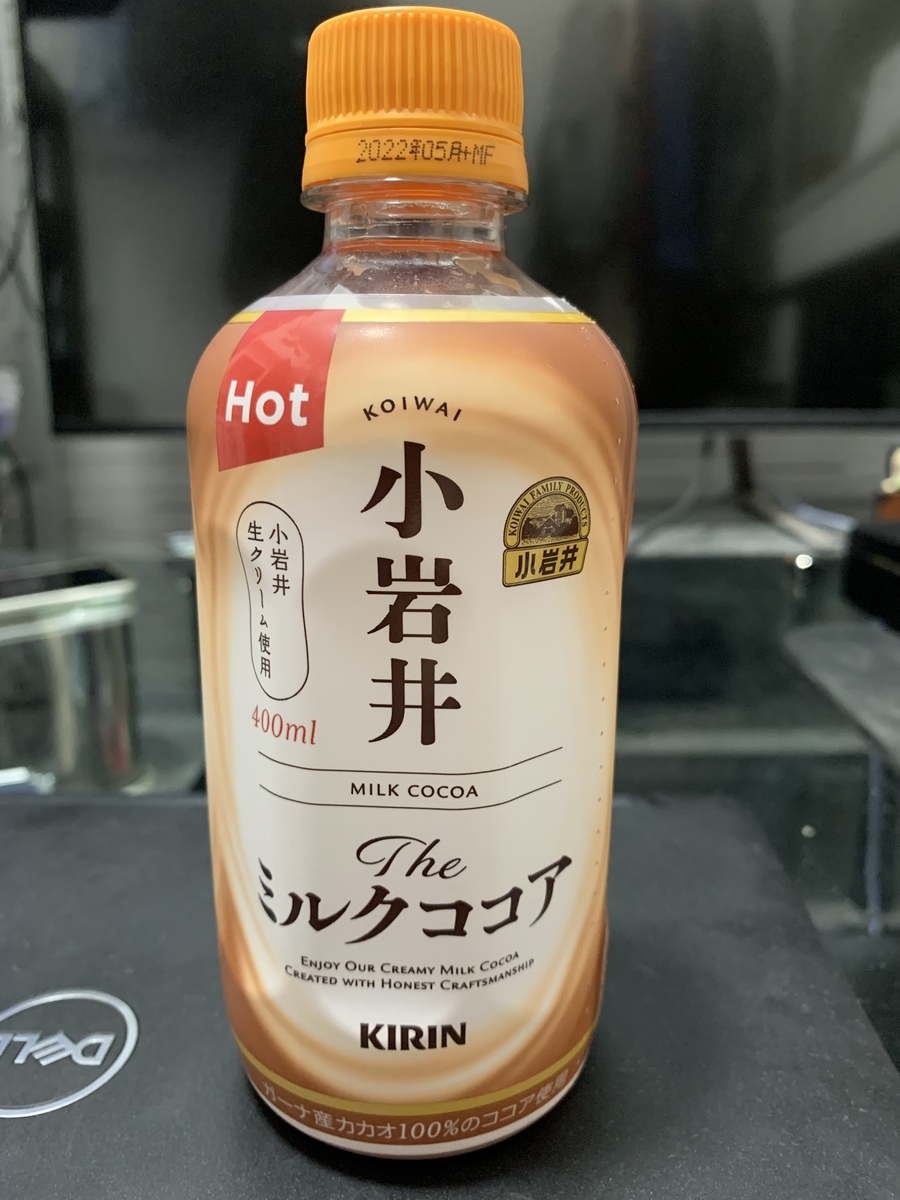 2022年05月+MF
Hot
KOIWAI
小岩井
KOIWAI FAMILY PRODUCTS
小岩井
小岩井
生クリーム使用
400ml
MILK COCOA
The
ミルクココア
ENJOY OUR CREAMY MILK COCOA
CREATED WITH HONEST CRAFTSMANSHIP
KIRIN
ガーナ産カカオ100%のココア使用
DELL